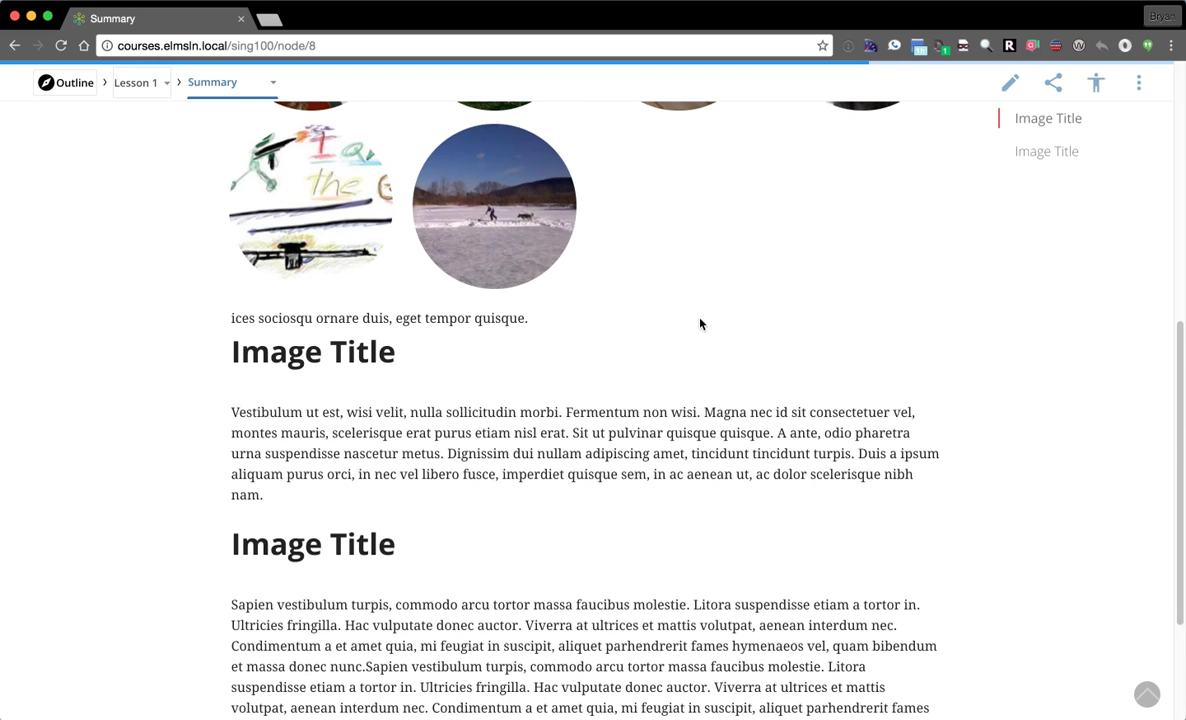 Summary
Bryan
courses.elmsln.local/sing100/node/8
Outline
Lesson 1
Summary
Image Title
Image Title
I
the
ices sociosqu ornare duis, eget tempor quisque.
Image Title
Vestibulum ut est, wisi velit, nulla sollicitudin morbi. Fermentum non wisi. Magna nec id sit consectetuer vel,
montes mauris, scelerisque erat purus etiam nisl erat. Sit ut pulvinar quisque quisque. A ante, odio pharetra
urna suspendisse nascetur metus. Dignissim dui nullam adipiscing amet, tincidunt tincidunt turpis. Duis a ipsum
aliquam purus orci, in nec vel libero fusce, imperdiet quisque sem, in ac aenean ut, ac dolor scelerisque nibh
nam.
Image Title
Sapien vestibulum turpis, commodo arcu tortor massa faucibus molestie. Litora suspendisse etiam a tortor in.
Ultricies fringilla. Hac vulputate donec auctor. Viverra at ultrices et mattis volutpat, aenean interdum nec.
Condimentum a et amet quia, mi feugiat in suscipit, aliquet parhendrerit fames hymenaeos vel, quam bibendum
et massa donec nunc.Sapien vestibulum turpis, commodo arcu tortor massa faucibus molestie. Litora
suspendisse etiam a tortor in. Ultricies fringilla. Hac vulputate donec auctor. Viverra at ultrices et mattis
volutpat, aenean interdum nec. Condimentum a et amet quia, mi feugiat in suscipit, aliquet parhendrerit fames